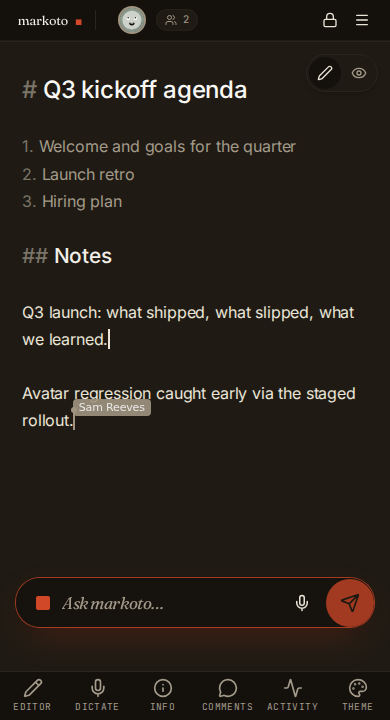 markoto
2
# Q3 kickoff agenda
1. Welcome and goals for the quarter
2. Launch retro
3. Hiring plan
## Notes
Q3 launch: what shipped, what slipped, what
we learned.
Avatar regression caught early via the staged
rollout.
Sam Reeves
Ask markoto...
EDITOR DICTATE INFO COMMENTS ACTIVITY THEME